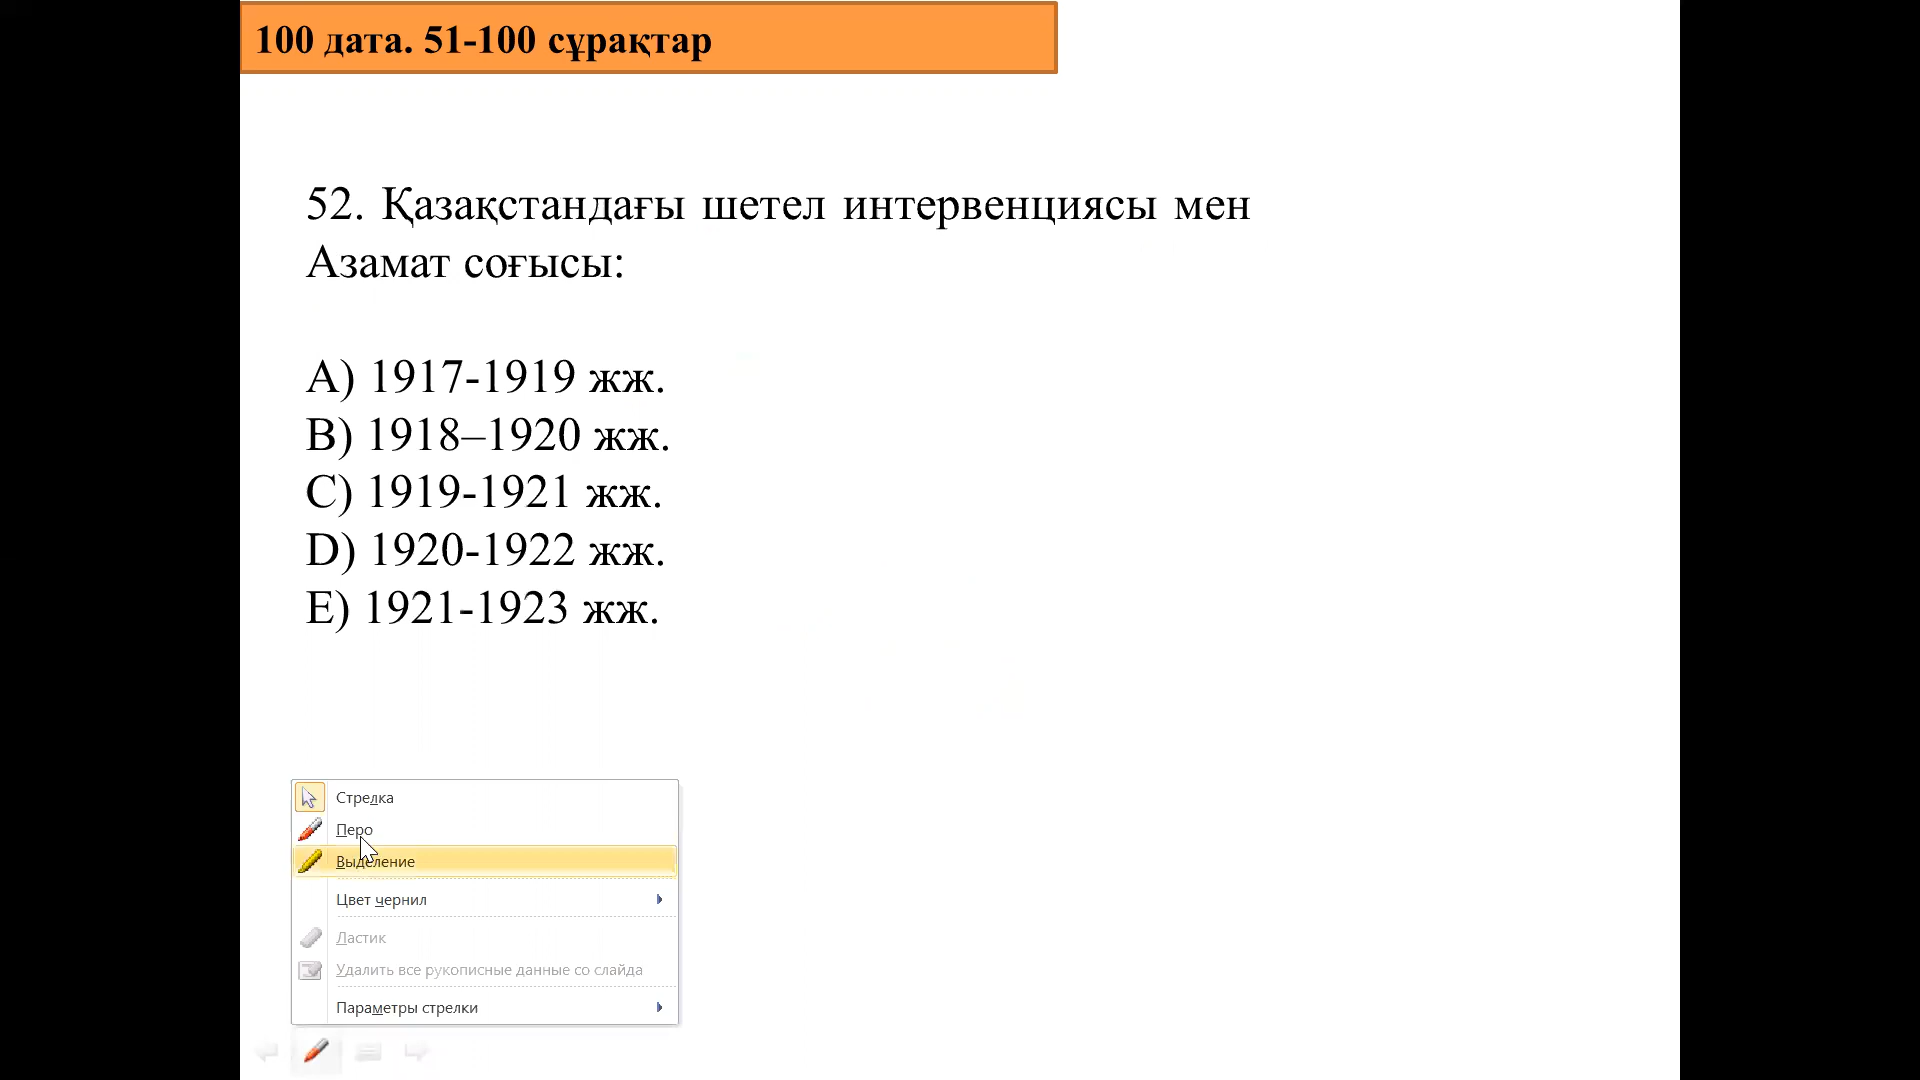 100 дата. 51-100 сұрақтар
52. Қазақстандағы шетел интервенциясы мен
Азамат соғысы:
A) 1917-1919 жж.
B) 1918–1920 жж.
C) 1919-1921 жж.
D) 1920-1922 жж.
E) 1921-1923 жж.
Стрелка
Перо
Выделение
Цвет чернил
Ластик
Удалить все рукописные данные со слайда
Параметры стрелки